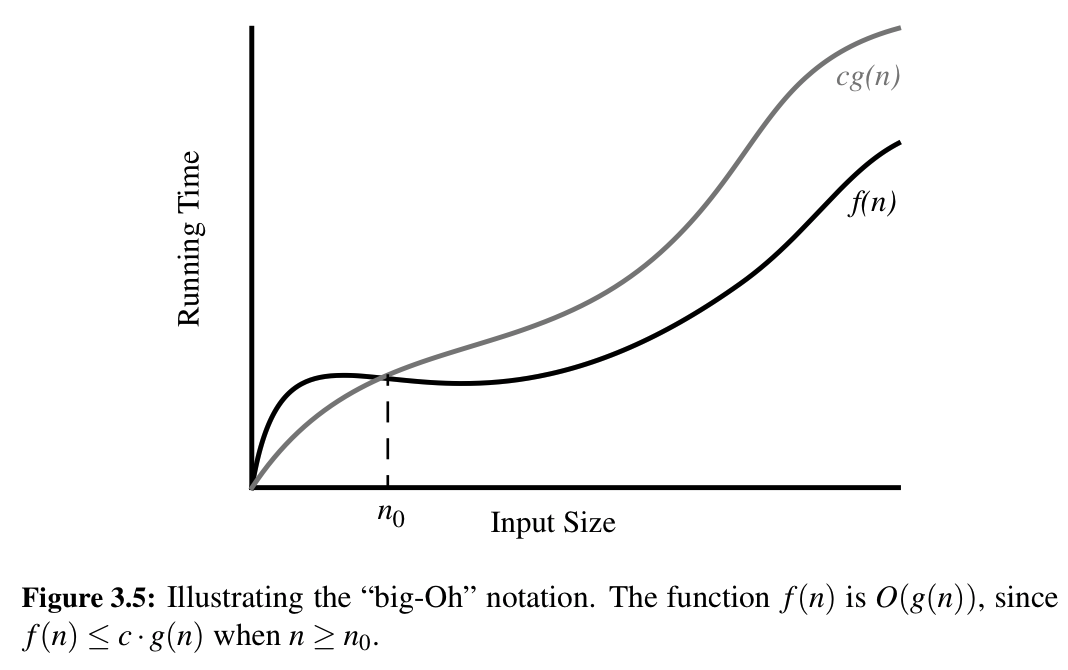 cg(n)
f(n)
Running Time
n₀
Input Size
Figure 3.5: Illustrating the “big-Oh” notation. The function f(n) is O(g(n)), since
f(n) ≤ c · g(n) when n ≥ n₀.